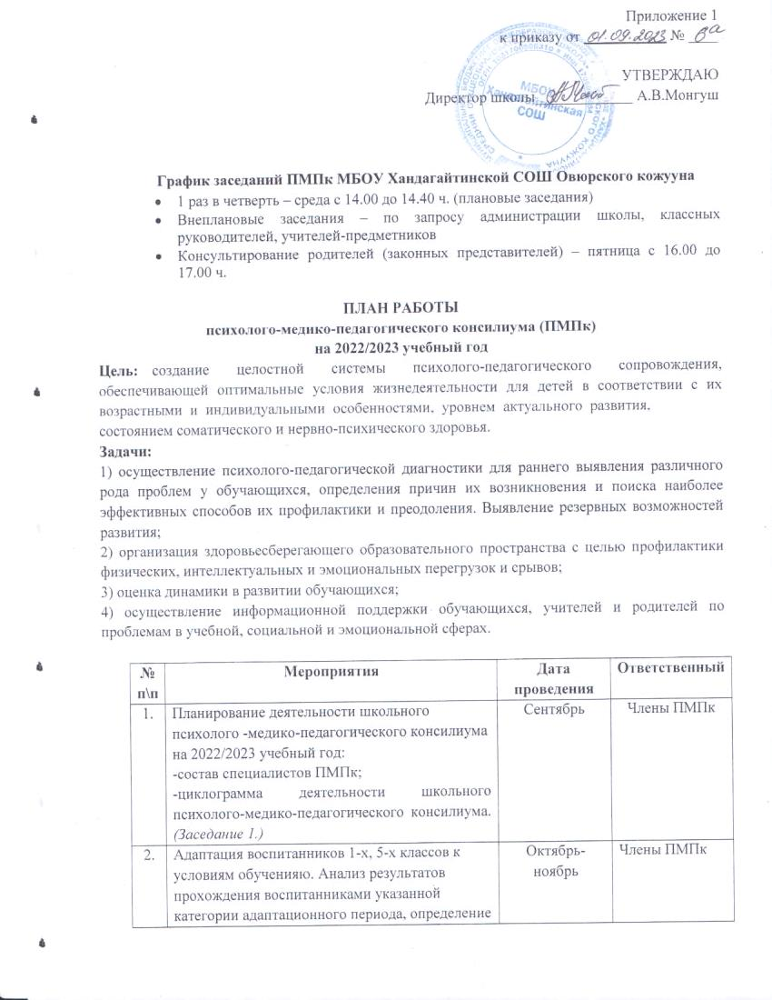 Приложение 1
к приказу от 01.09.2023 № 6а
УТВЕРЖДАЮ
Директор школы А.В.Монгуш
МБОУ
Хандагайтинская
СОШ
График заседаний ПМПк МБОУ Хандагайтинской СОШ Овюрского кожууна
• 1 раз в четверть – среда с 14.00 до 14.40 ч. (плановые заседания)
• Внеплановые заседания – по запросу администрации школы, классных
руководителей, учителей-предметников
• Консультирование родителей (законных представителей) – пятница с 16.00 до
17.00 ч.
ПЛАН РАБОТЫ
психолого-медико-педагогического консилиума (ПМПк)
на 2022/2023 учебный год
Цель: создание целостной системы психолого-педагогического сопровождения,
обеспечивающей оптимальные условия жизнедеятельности для детей в соответствии с их
возрастными и индивидуальными особенностями, уровнем актуального развития,
состоянием соматического и нервно-психического здоровья.
Задачи:
1) осуществление психолого-педагогической диагностики для раннего выявления различного
рода проблем у обучающихся, определения причин их возникновения и поиска наиболее
эффективных способов их профилактики и преодоления. Выявление резервных возможностей
развития;
2) организация здоровьесберегающего образовательного пространства с целью профилактики
физических, интеллектуальных и эмоциональных перегрузок и срывов;
3) оценка динамики в развитии обучающихся;
4) осуществление информационной поддержки обучающихся, учителей и родителей по
проблемам в учебной, социальной и эмоциональной сферах.
№ Мероприятия Дата Ответственный
п\п проведения
1. Планирование деятельности школьного Сентябрь Члены ПМПк
психолого -медико-педагогического консилиума
на 2022/2023 учебный год:
-состав специалистов ПМПк;
-циклограмма деятельности школьного
психолого-медико-педагогического консилиума.
(Заседание 1.)
2. Адаптация воспитанников 1-х, 5-х классов к Октябрь- Члены ПМПк
условиям обученияю. Анализ результатов ноябрь
прохождения воспитанниками указанной
категории адаптационного периода, определение